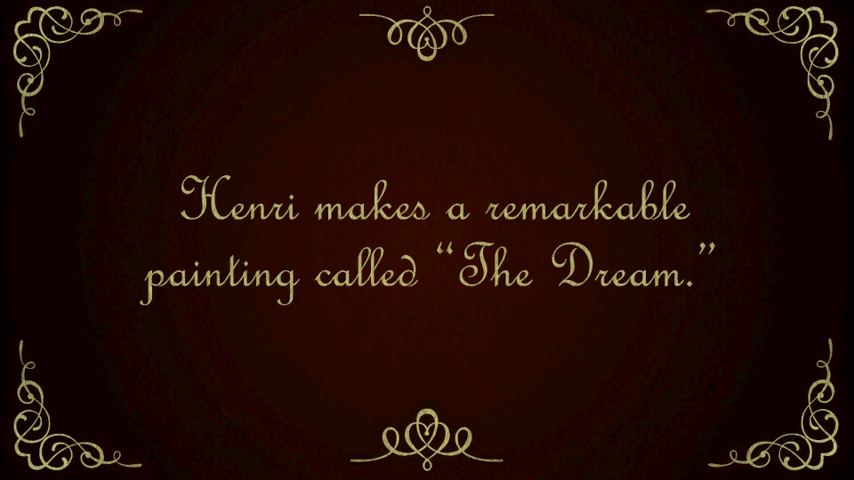 Henri makes a remarkable
painting called “The Dream.”